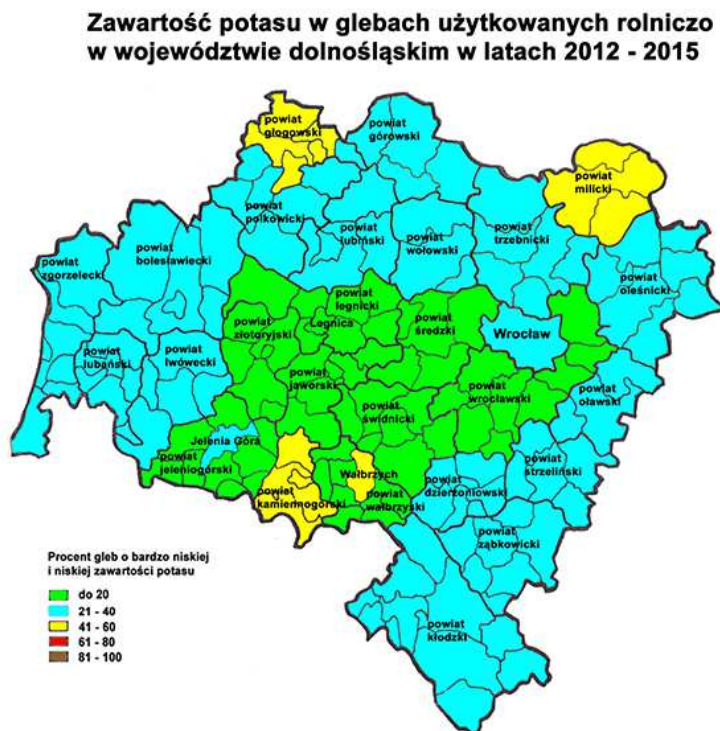 Zawartość potasu w glebach użytkowanych rolniczo
w województwie dolnośląskim w latach 2012 - 2015
powiat
głogowski
powiat
górowski
powiat
milicki
powiat
polkowicki
powiat
lubiński
powiat
wołowski
powiat
trzebnicki
powiat
zgorzelecki
powiat
bolesławiecki
powiat
oleśnicki
powiat
legnicki
Legnica
powiat
złotoryjski
powiat
średzki
Wrocław
powiat
lubański
powiat
lwówecki
powiat
jaworski
powiat
wrocławski
powiat
oławski
powiat
świdnicki
Jelenia Góra
powiat
jeleniogórski
Wałbrzych
powiat
kamiennogórski
powiat
wałbrzyski
powiat
dzierżoniowski
powiat
strzeliński
powiat
ząbkowicki
powiat
kłodzki
Procent gleb o bardzo niskiej
i niskiej zawartości potasu
do 20
21 - 40
41 - 60
61 - 80
81 - 100